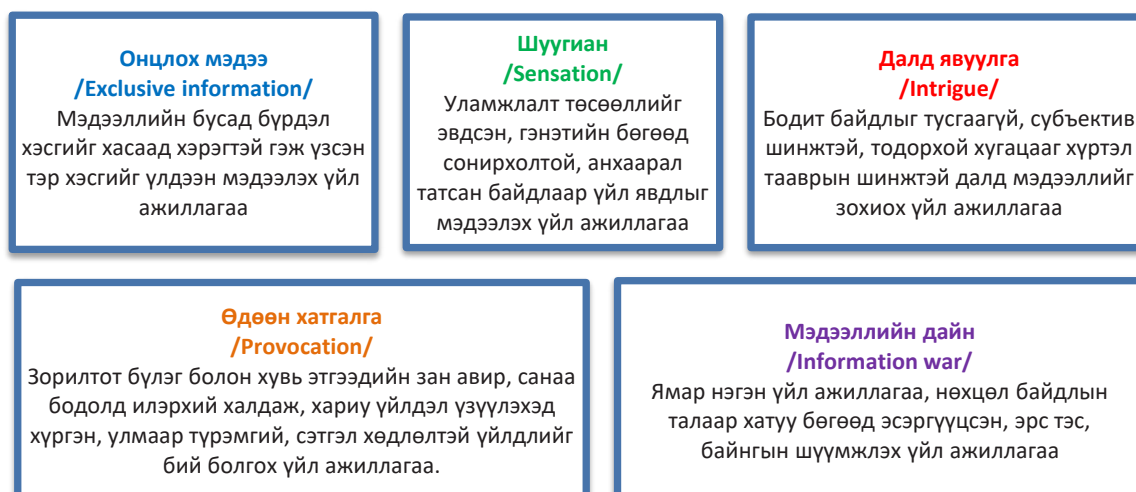 Онцлох мэдээ
/Exclusive information/
Мэдээллийн бусад бүрдэл
хэсгийг хасаад хэрэгтэй гэж үзсэн
тэр хэсгийг үлдээн мэдээлэх үйл
ажиллагаа
Шуугиан
/Sensation/
Уламжлалт төсөөллийг
эвдсэн, гэнэтийн бөгөөд
сонирхолтой, анхаарал
татсан байдлаар үйл явдлыг
мэдээлэх үйл ажиллагаа
Далд явуулга
/Intrigue/
Бодит байдлыг тусгаагүй, субъектив
шинжтэй, тодорхой хугацааг хүртэл
тааврын шинжтэй далд мэдээллийг
зохиох үйл ажиллагаа
Өдөөн хатгалга
/Provocation/
Зорилтот бүлэг болон хувь этгээдийн зан авир, санаа
бодолд илэрхий халдаж, хариу үйлдэл үзүүлэхэд
хүргэн, улмаар түрэмгий, сэтгэл хөдлөлтэй үйлдлийг
бий болгох үйл ажиллагаа.
Мэдээллийн дайн
/Information war/
Ямар нэгэн үйл ажиллагаа, нөхцөл байдлын
талаар хатуу бөгөөд эсэргүүцсэн, эрс тэс,
байнгын шүүмжлэх үйл ажиллагаа